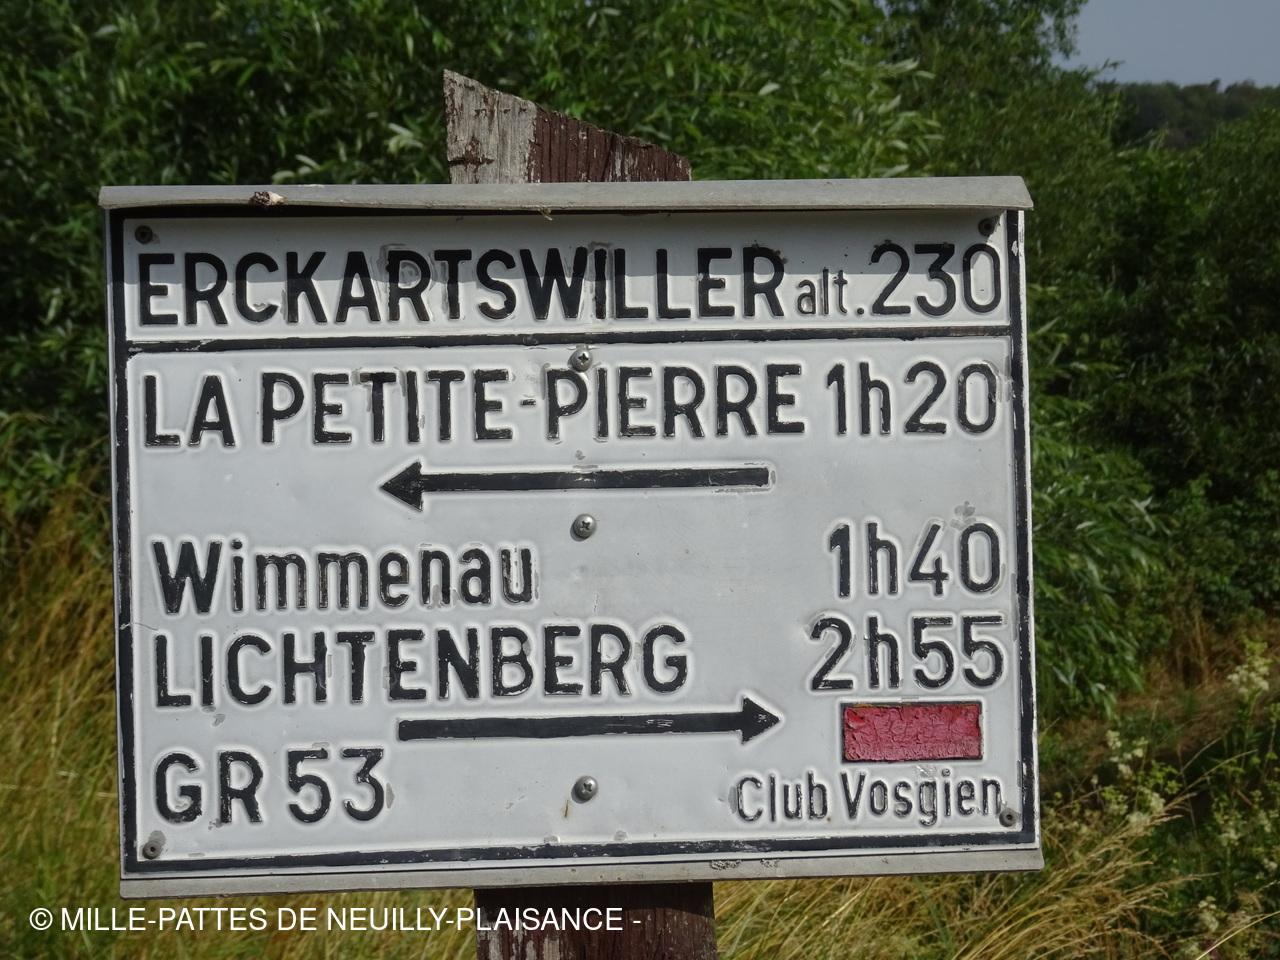 ERCKARTSWILLER alt.230
LA PETITE-PIERRE 1h20
Wimmenau 1h40
LICHTENBERG 2h55
GR 53
Club Vosgien
© MILLE-PATTES DE NEUILLY-PLAISANCE -